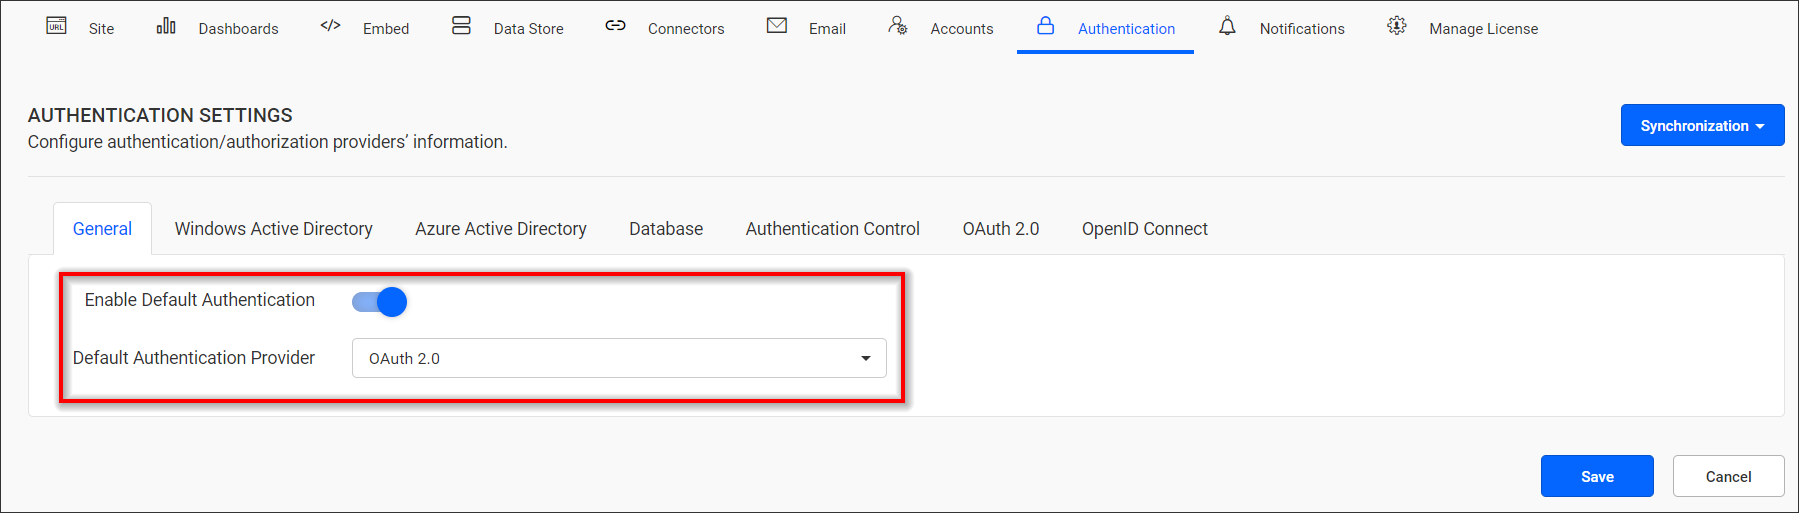 URL Site Dashboards </> Embed Data Store Connectors Email Accounts Authentication Notifications Manage License
AUTHENTICATION SETTINGS
Configure authentication/authorization providers’ information.
Synchronization
General Windows Active Directory Azure Active Directory Database Authentication Control OAuth 2.0 OpenID Connect
Enable Default Authentication
Default Authentication Provider OAuth 2.0
Save Cancel